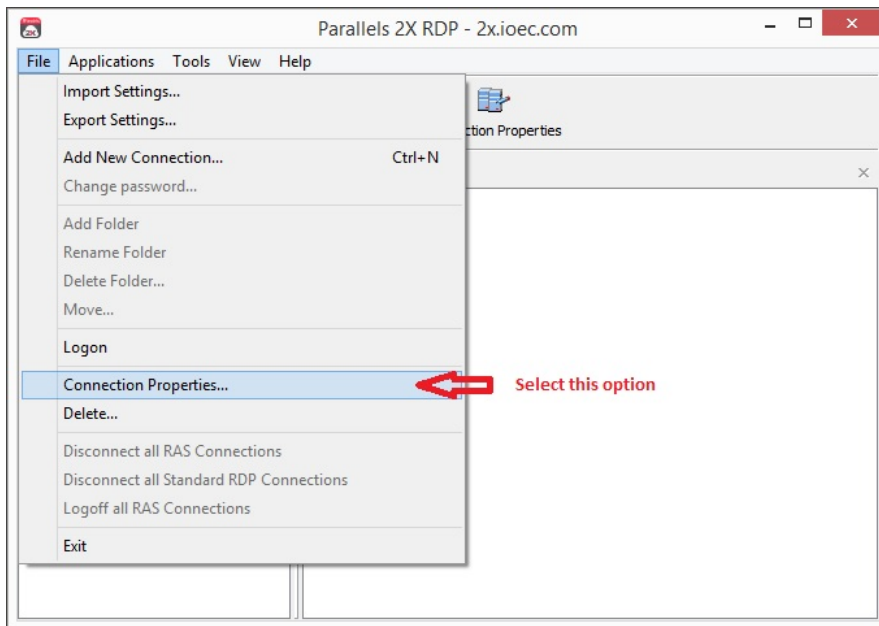 Parallels 2X RDP - 2x.ioec.com
File Applications Tools View Help
Import Settings...
Export Settings...
ction Properties
Add New Connection... Ctrl+N
Change password...
Add Folder
Rename Folder
Delete Folder...
Move...
Logon
Connection Properties... Select this option
Delete...
Disconnect all RAS Connections
Disconnect all Standard RDP Connections
Logoff all RAS Connections
Exit